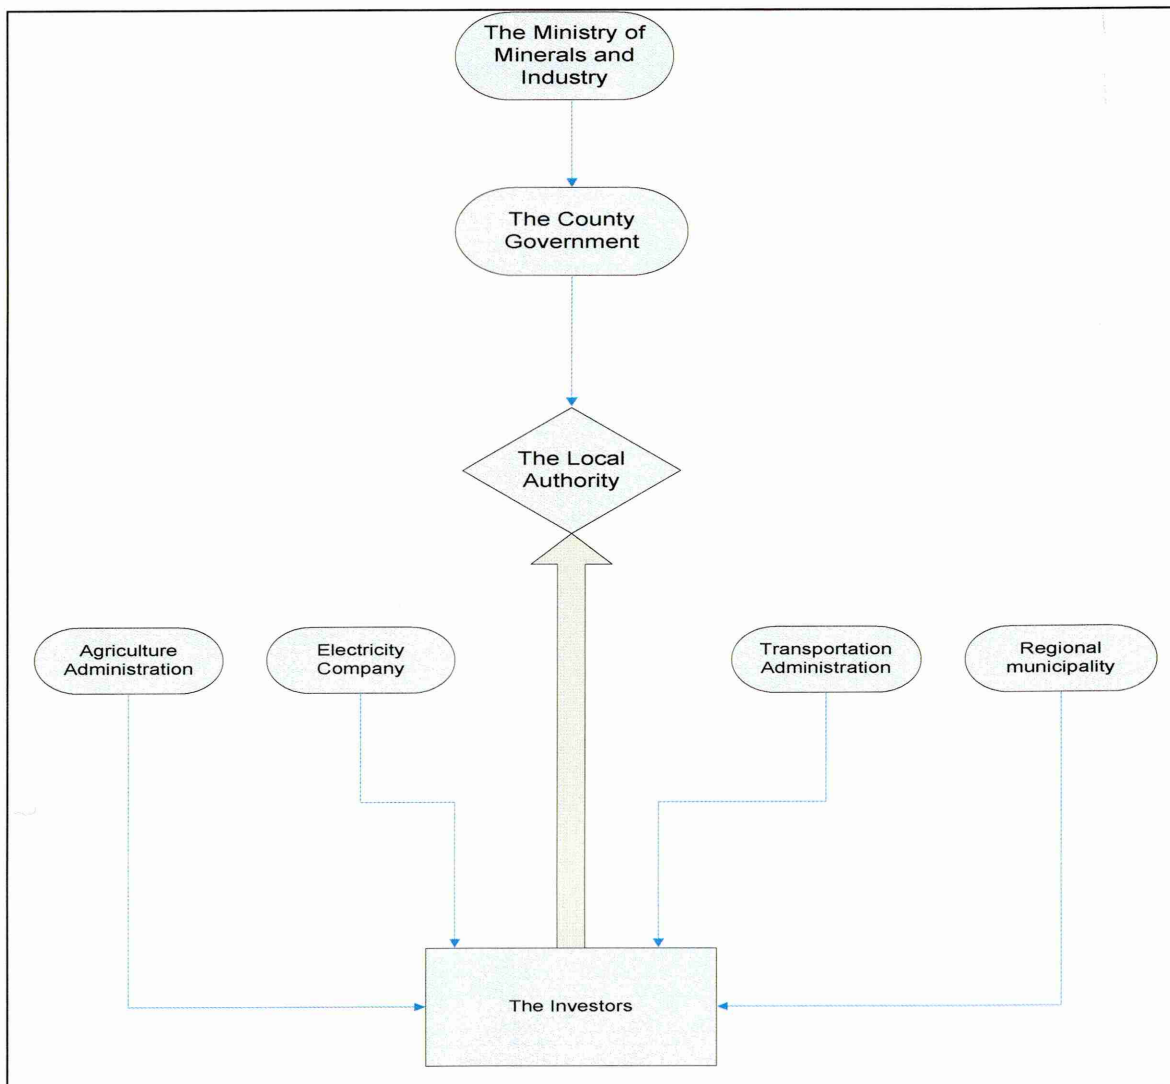 The Ministry of
Minerals and
Industry
The County
Government
The Local
Authority
Agriculture
Administration
Electricity
Company
Transportation
Administration
Regional
municipality
The Investors